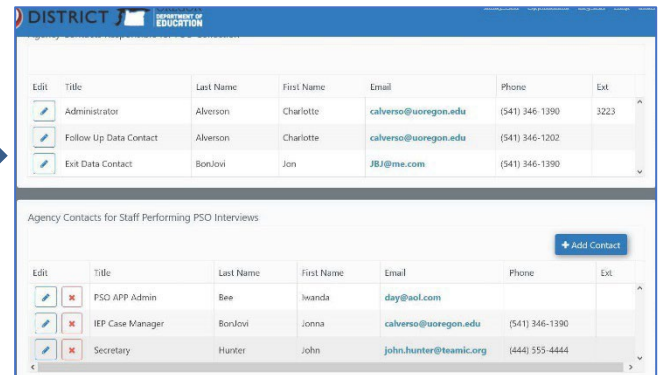 DISTRICT
DEPARTMENT OF
EDUCATION
Edit Title Last Name First Name Email Phone Ext
Administrator Alverson Charlotte calverso@uoregon.edu (541) 346-1390 3223
Follow Up Data Contact Alverson Charlotte calverso@uoregon.edu (541) 346-1202
Exit Data Contact BonJovi Jon JBJ@me.com (541) 346-1390
Agency Contacts for Staff Performing PSO Interviews
+ Add Contact
Edit Title Last Name First Name Email Phone Ext
PSO APP Admin Bee Iwanda day@aol.com
IEP Case Manager BonJovi Jonna calverso@uoregon.edu (541) 346-1390
Secretary Hunter John john.hunter@teamic.org (444) 555-4444